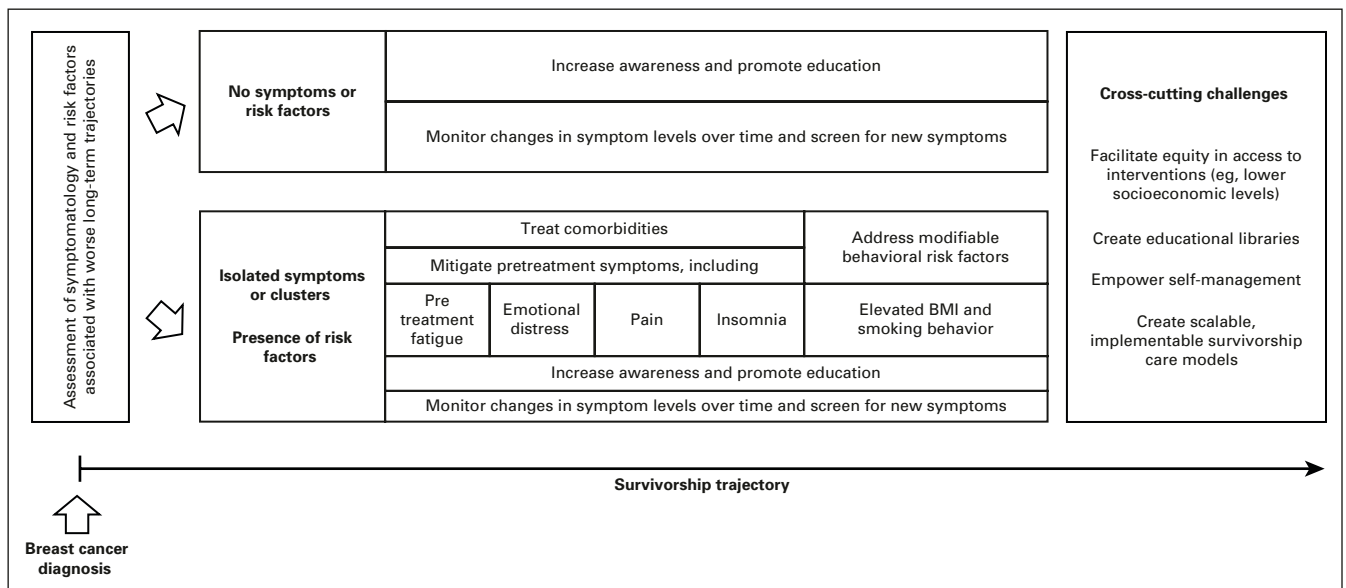 Assessment of symptomatology and risk factors
associated with worse long-term trajectories
No symptoms or
risk factors
Increase awareness and promote education
Monitor changes in symptom levels over time and screen for new symptoms
Isolated symptoms
or clusters
Presence of risk
factors
Treat comorbidities
Mitigate pretreatment symptoms, including
Pre
treatment
fatigue
Emotional
distress
Pain
Insomnia
Address modifiable
behavioral risk factors
Elevated BMI and
smoking behavior
Increase awareness and promote education
Monitor changes in symptom levels over time and screen for new symptoms
Cross-cutting challenges
Facilitate equity in access to
interventions (eg, lower
socioeconomic levels)
Create educational libraries
Empower self-management
Create scalable,
implementable survivorship
care models
Survivorship trajectory
Breast cancer
diagnosis